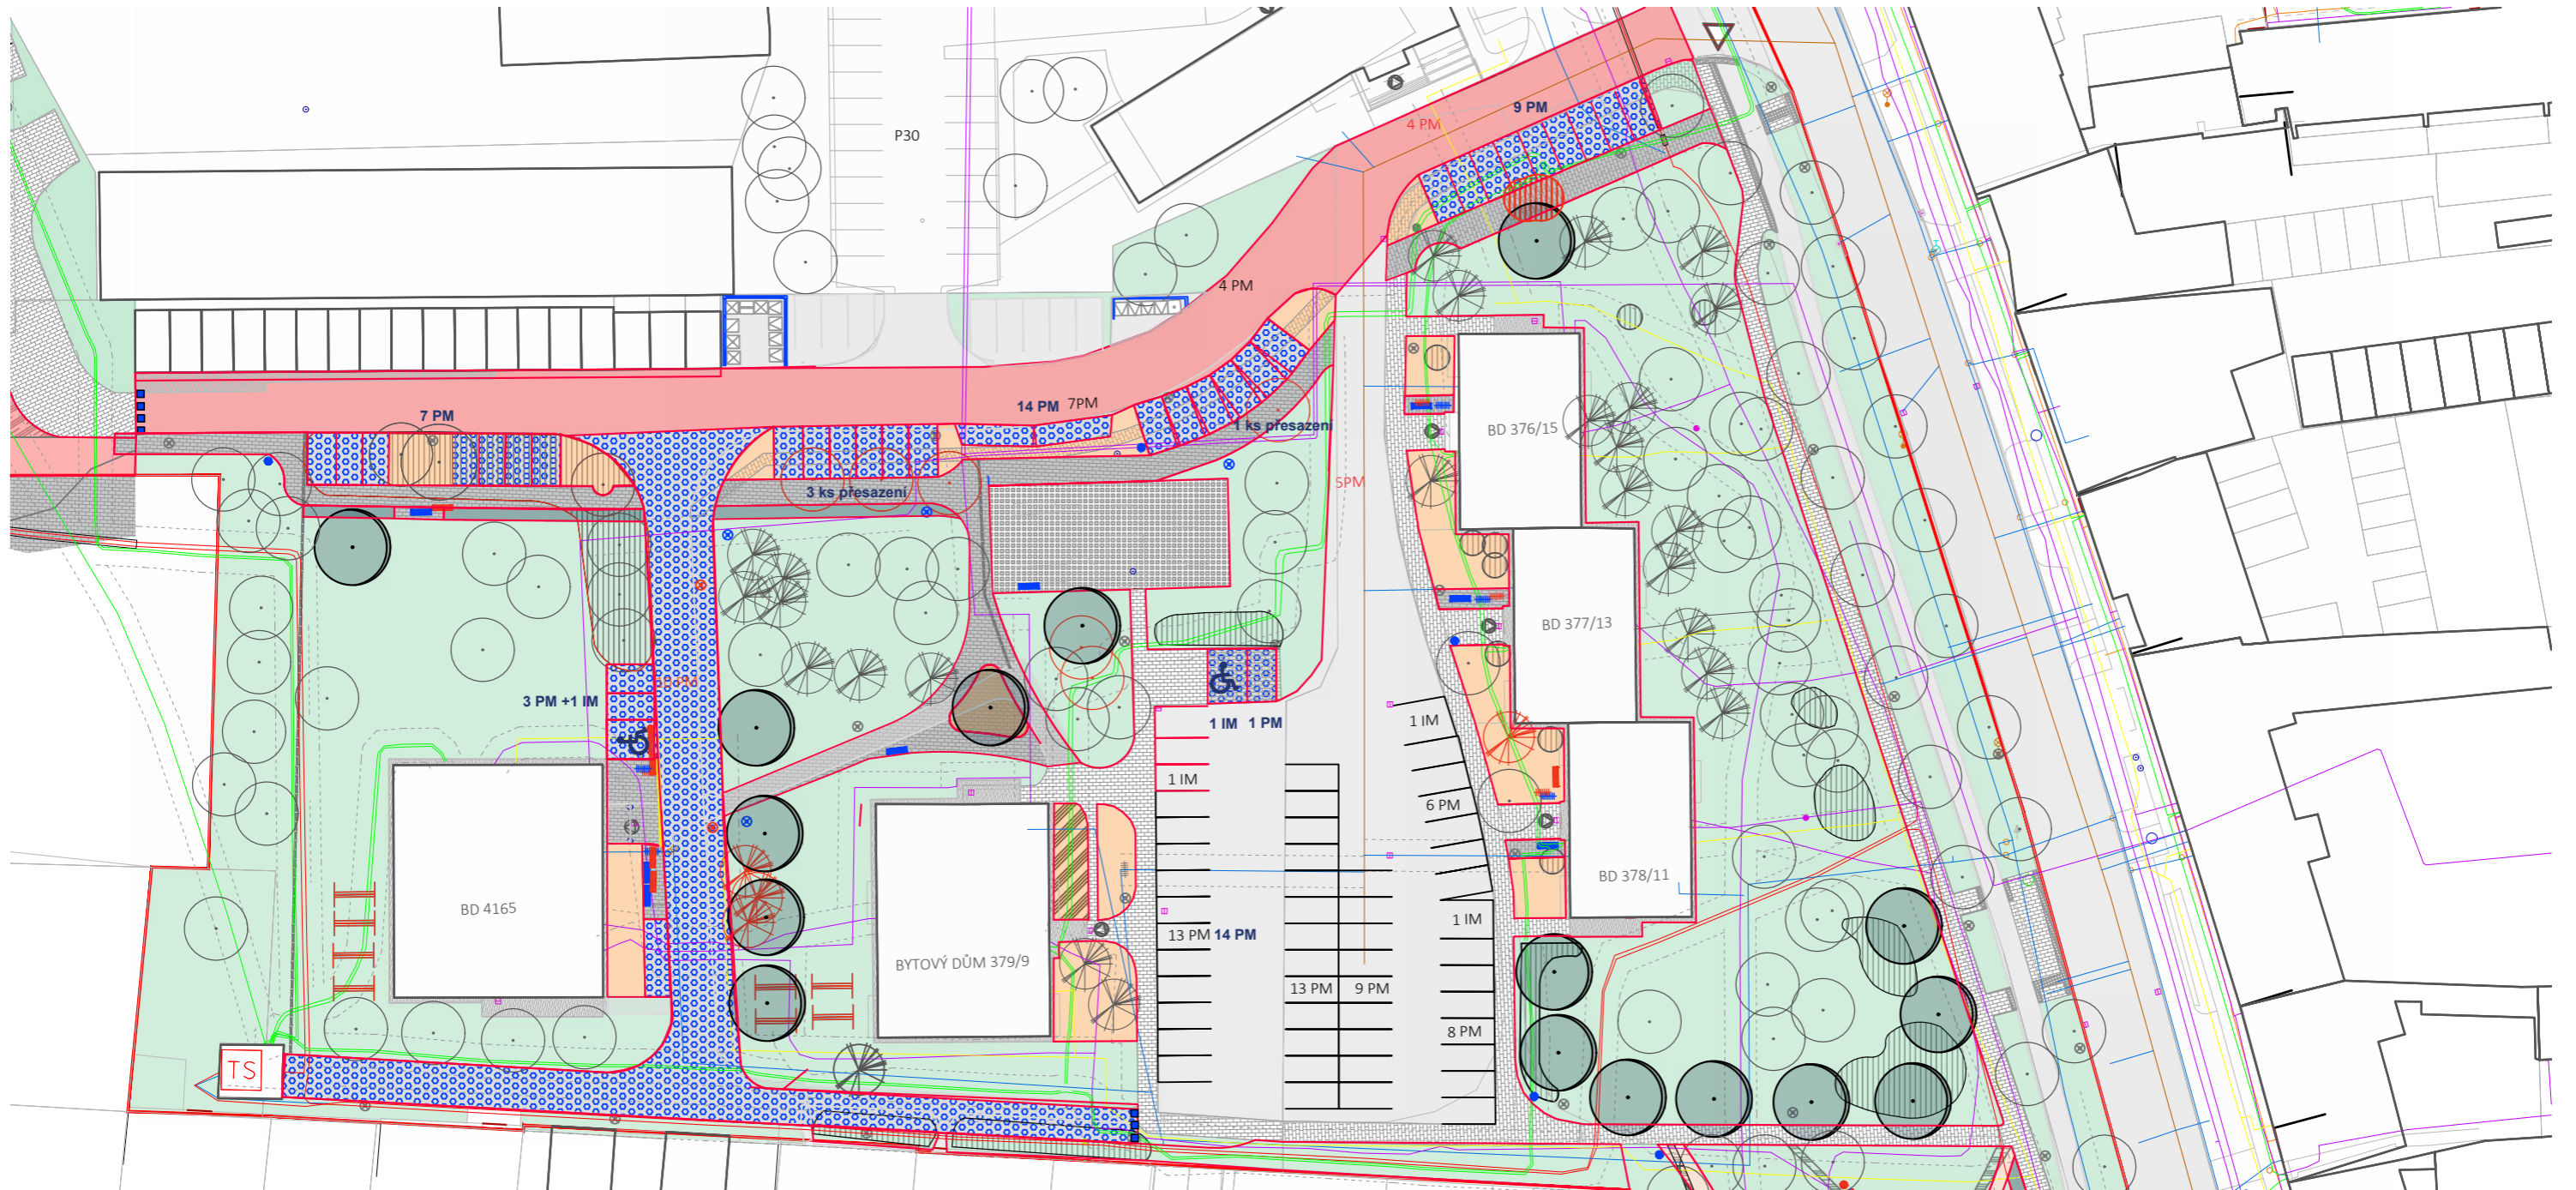 P30
9 PM
4 PM
4 PM
7 PM
14 PM
7PM
1 ks přesazení
BD 376/15
5PM
3 ks přesazení
BD 377/13
3 PM +1 IM
1 IM
1 PM
1 IM
1 IM
6 PM
BD 378/11
BD 4165
1 IM
13 PM
14 PM
BYTOVÝ DŮM 379/9
13 PM
9 PM
8 PM
TS